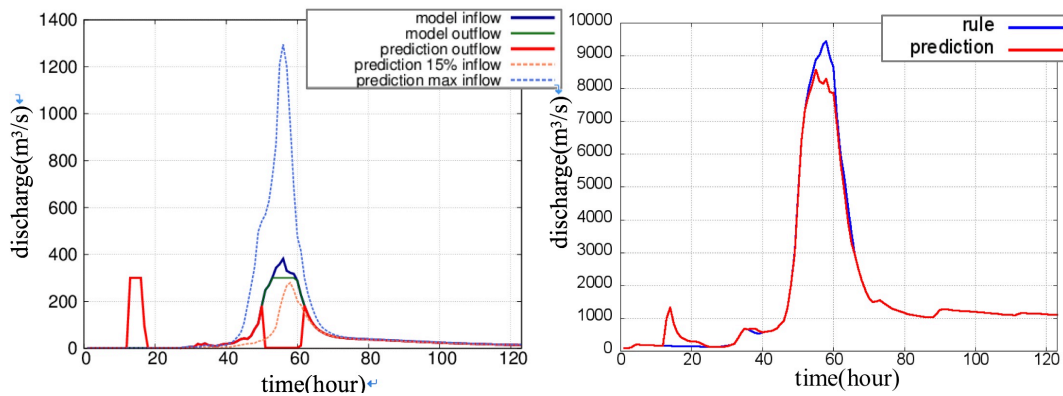 model inflow
model outflow
prediction outflow
prediction 15% inflow
prediction max inflow
1400
1200
1000
800
600
400
200
0
discharge(m³/s)
0 20 40 60 80 100 120
time(hour)
rule
prediction
10000
9000
8000
7000
6000
5000
4000
3000
2000
1000
0
discharge(m³/s)
0 20 40 60 80 100 120
time(hour)